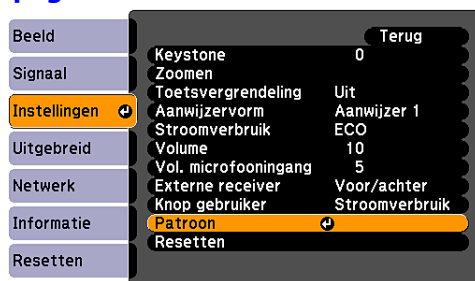 Beeld
Signaal
Instellingen
Uitgebreid
Netwerk
Informatie
Resetten
Terug
Keystone 0
Zoomen
Toetsvergrendeling Uit
Aanwijzervorm Aanwijzer 1
Stroomverbruik ECO
Volume 10
Vol. microfooningang 5
Externe receiver Voor/achter
Knop gebruiker Stroomverbruik
Patroon
Resetten